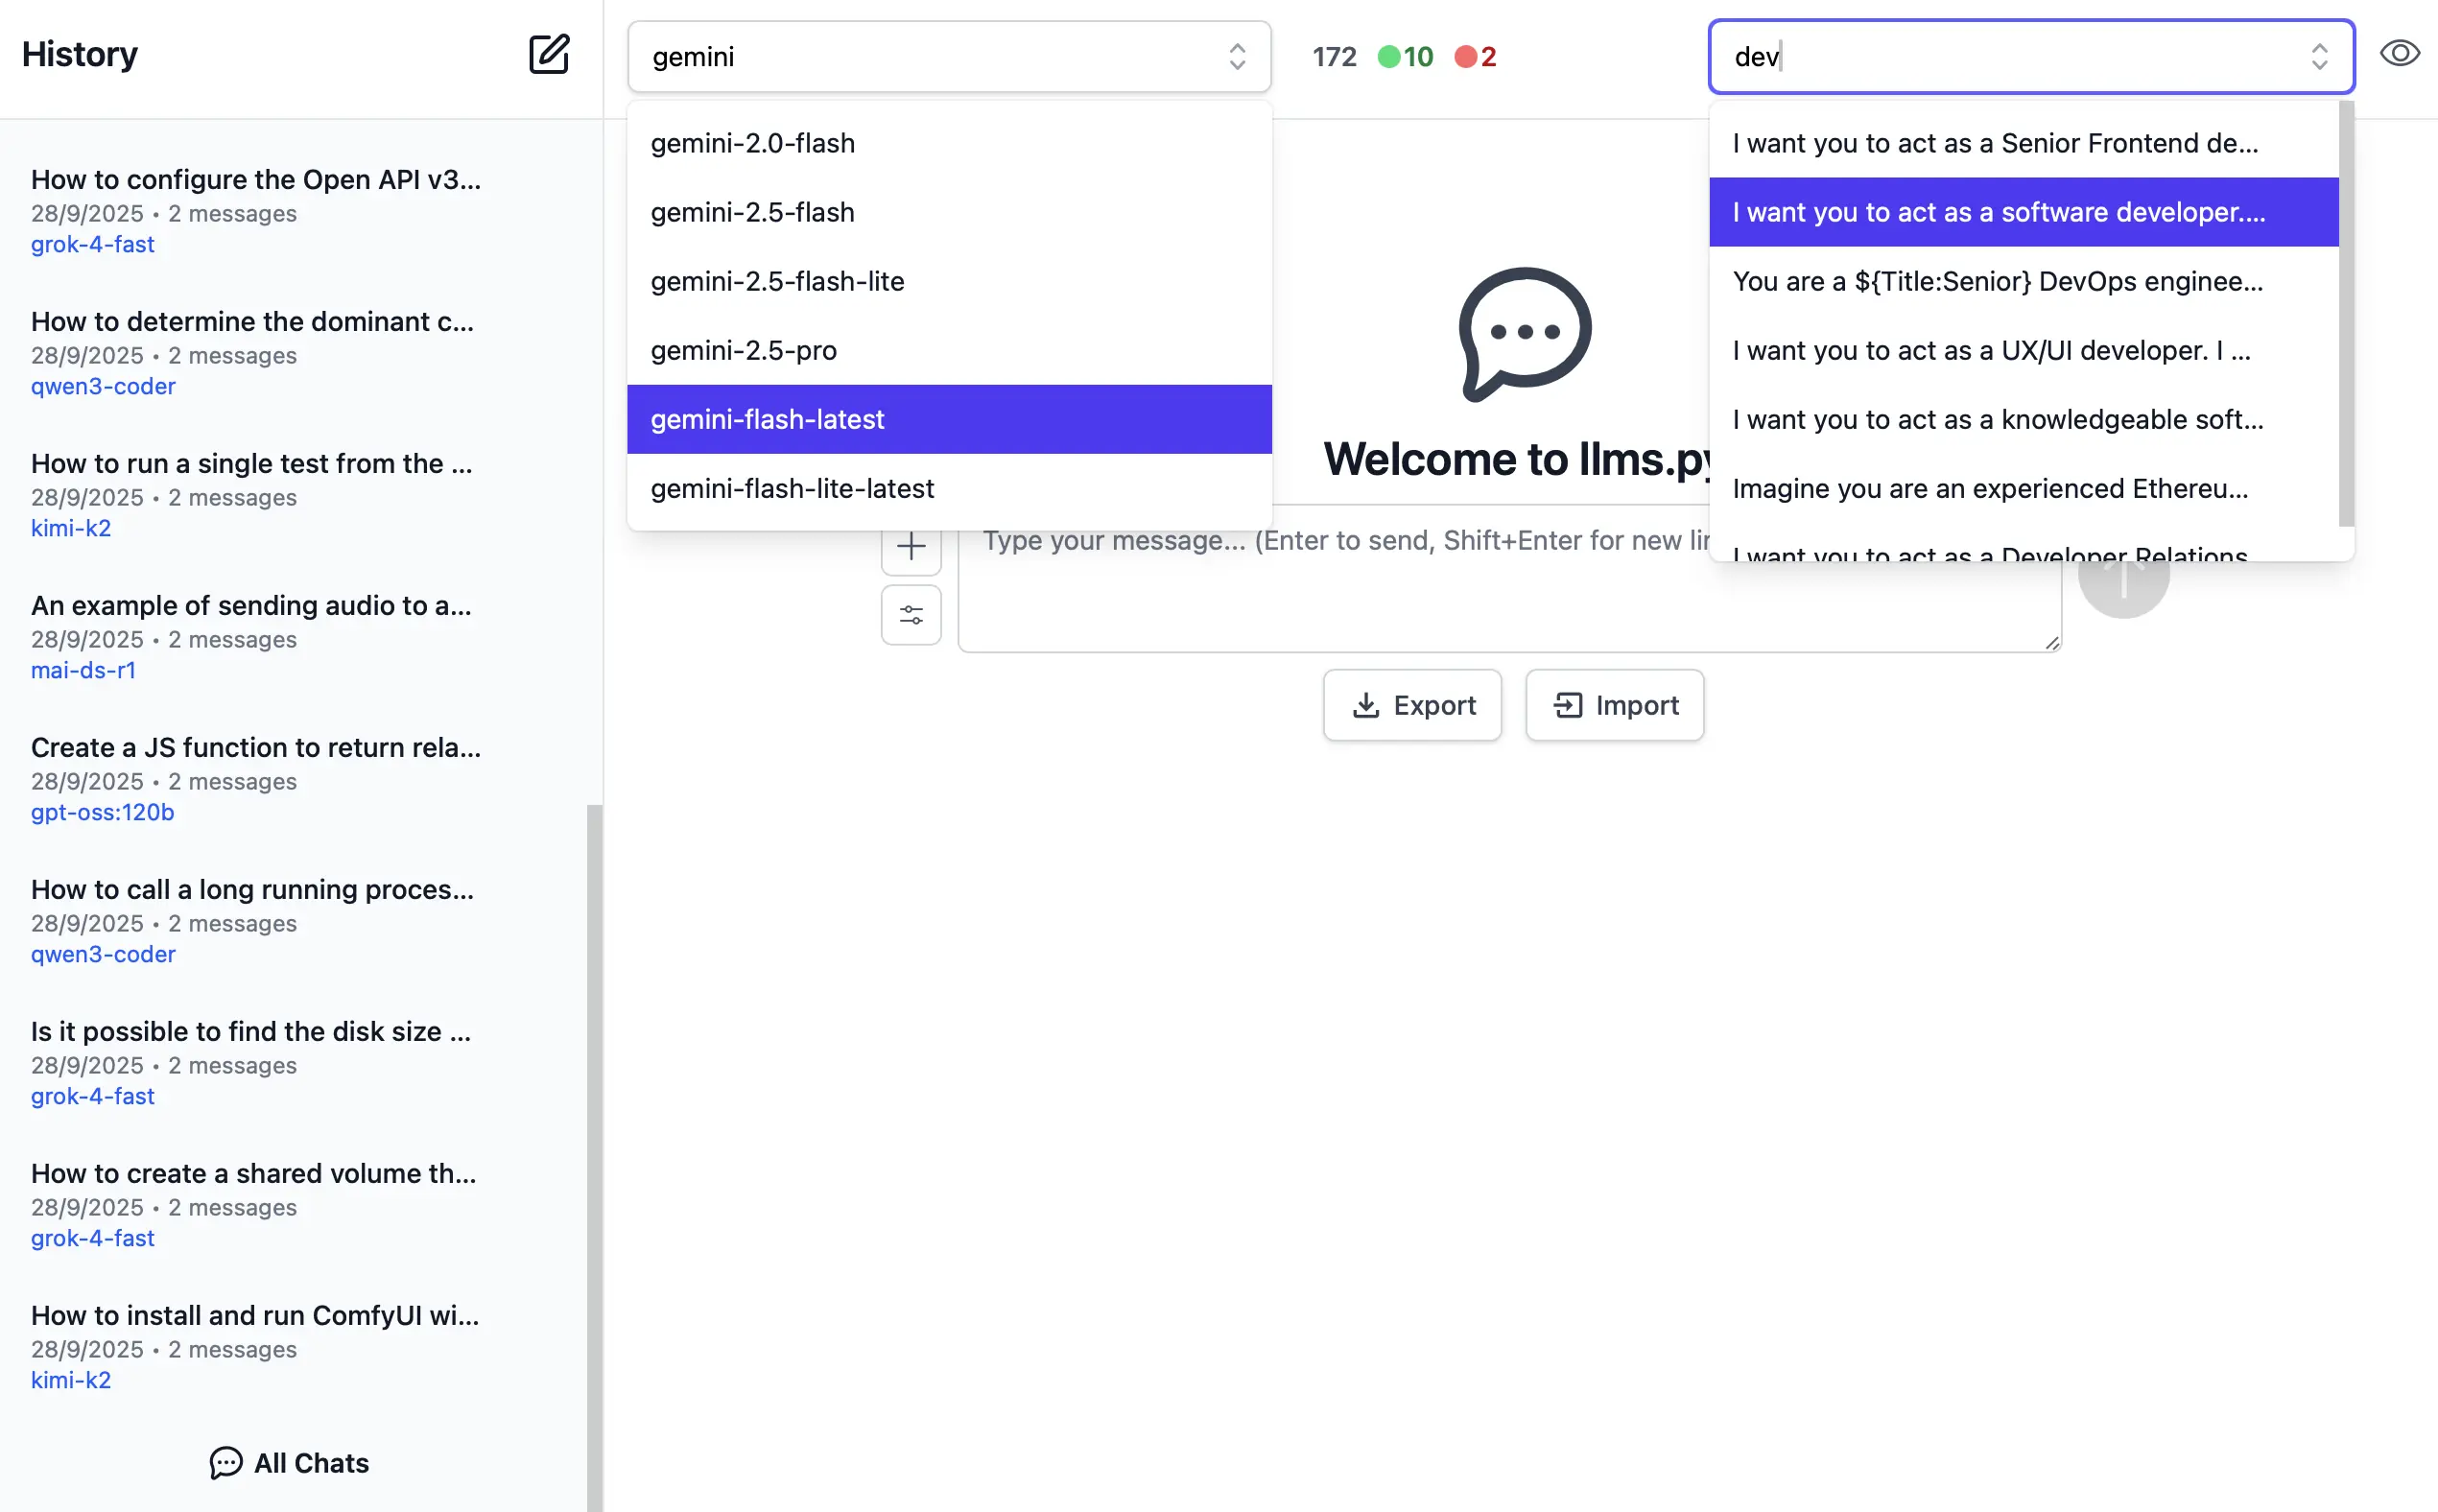 History
How to configure the Open API v3...
28/9/2025 • 2 messages
grok-4-fast
How to determine the dominant c...
28/9/2025 • 2 messages
qwen3-coder
How to run a single test from the ...
28/9/2025 • 2 messages
kimi-k2
An example of sending audio to a...
28/9/2025 • 2 messages
mai-ds-r1
Create a JS function to return rela...
28/9/2025 • 2 messages
gpt-oss:120b
How to call a long running proces...
28/9/2025 • 2 messages
qwen3-coder
Is it possible to find the disk size ...
28/9/2025 • 2 messages
grok-4-fast
How to create a shared volume th...
28/9/2025 • 2 messages
grok-4-fast
How to install and run ComfyUI wi...
28/9/2025 • 2 messages
kimi-k2
All Chats
gemini
172 10 2
dev
gemini-2.0-flash
gemini-2.5-flash
gemini-2.5-flash-lite
gemini-2.5-pro
gemini-flash-latest
gemini-flash-lite-latest
I want you to act as a Senior Frontend de...
I want you to act as a software developer....
You are a ${Title:Senior} DevOps enginee...
I want you to act as a UX/UI developer. I ...
I want you to act as a knowledgeable soft...
Imagine you are an experienced Ethereu...
I want you to act as a Developer Relations
Welcome to llms.py
Type your message... (Enter to send, Shift+Enter for new lin
Export
Import